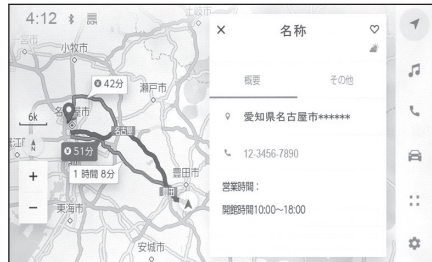 4:12
DCM
小牧市
42分
瀬戸市
屋市
6k
名古屋
51分
1 時間 8分
豊田市
東海市
安城市
+
−
× 名称
概要 その他
愛知県名古屋市******
12-3456-7890
営業時間：
開館時間10:00〜18:00